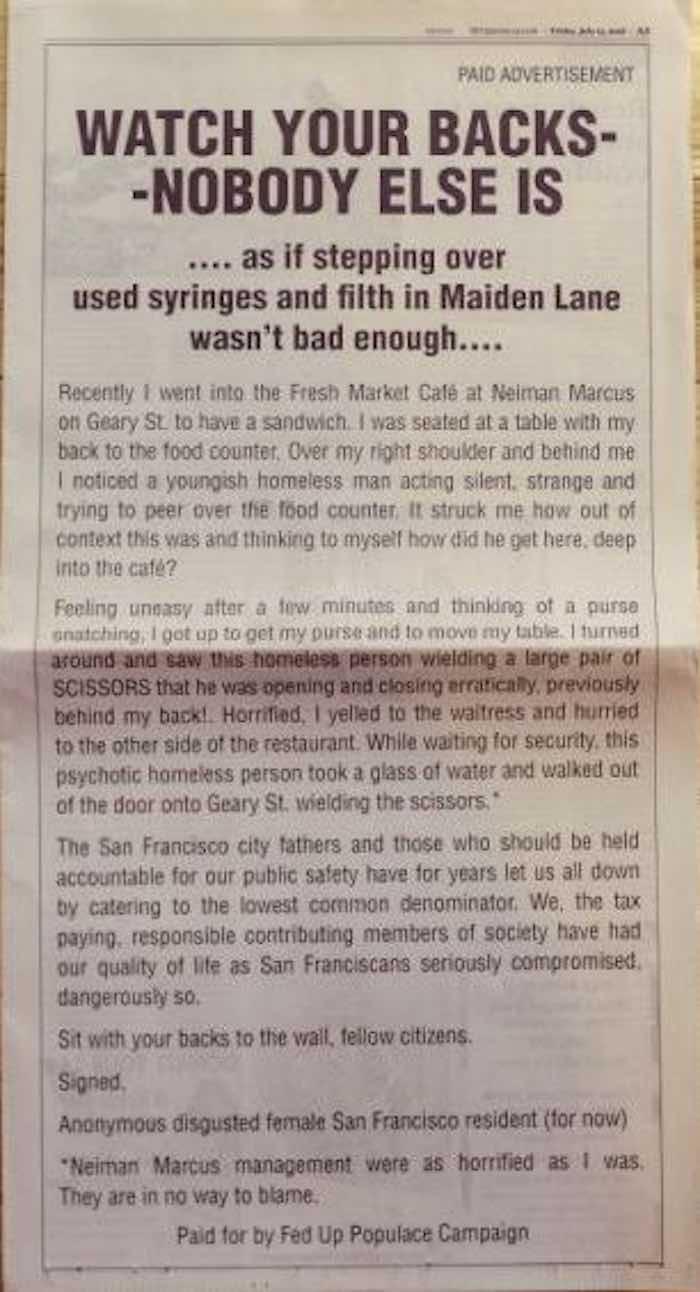 PAID ADVERTISEMENT
WATCH YOUR BACKS-
-NOBODY ELSE IS
.... as if stepping over
used syringes and filth in Maiden Lane
wasn't bad enough....
Recently I went into the Fresh Market Café at Neiman Marcus
on Geary St. to have a sandwich. I was seated at a table with my
back to the food counter. Over my right shoulder and behind me
I noticed a youngish homeless man acting silent, strange and
trying to peer over the food counter. It struck me how out of
context this was and thinking to myself how did he get here, deep
into the café?
Feeling uneasy after a few minutes and thinking of a purse
snatching, I got up to get my purse and to move my table. I turned
around and saw this homeless person wielding a large pair of
SCISSORS that he was opening and closing erratically, previously
behind my back!. Horrified, I yelled to the waitress and hurried
to the other side of the restaurant. While waiting for security, this
psychotic homeless person took a glass of water and walked out
of the door onto Geary St. wielding the scissors.*
The San Francisco city fathers and those who should be held
accountable for our public safety have for years let us all down
by catering to the lowest common denominator. We, the tax
paying, responsible contributing members of society have had
our quality of life as San Franciscans seriously compromised,
dangerously so.
Sit with your backs to the wall, fellow citizens.
Signed,
Anonymous disgusted female San Francisco resident (for now)
*Neiman Marcus management were as horrified as I was.
They are in no way to blame.
Paid for by Fed Up Populace Campaign